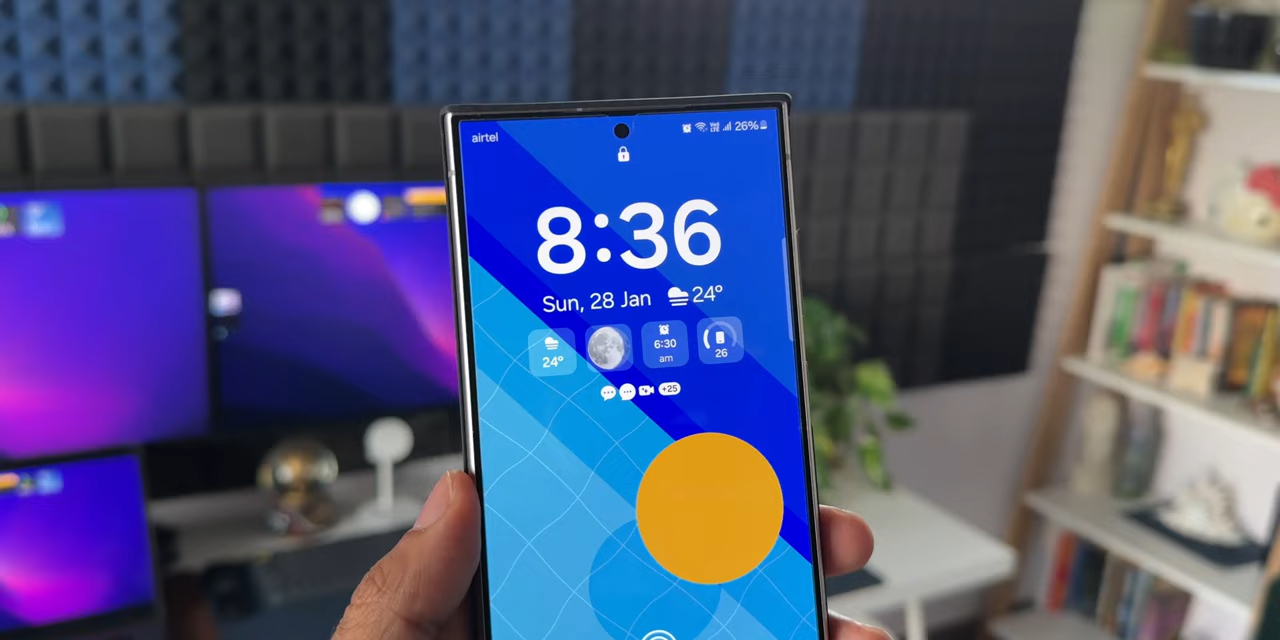 airtel
26%
8:36
Sun, 28 Jan 24°
24° 6:30 26
am
+25